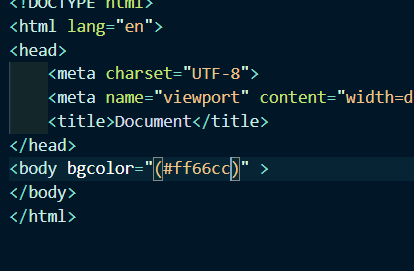 <!DOCTYPE html>
<html lang="en">
<head>
<meta charset="UTF-8">
<meta name="viewport" content="width=d
<title>Document</title>
</head>
<body bgcolor="(#ff66cc)" >
</body>
</html>